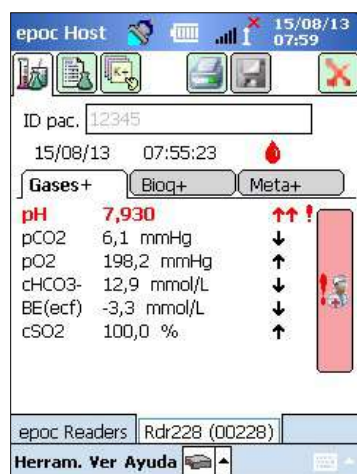 epoc Host 15/08/13
07:59
ID pac. 12345
15/08/13 07:55:23
Gases+ Bioq+ Meta+
pH 7,930 ↑↑ !
pCO2 6,1 mmHg ↓
pO2 198,2 mmHg ↑
cHCO3- 12,9 mmol/L ↓
BE(ecf) -3,3 mmol/L ↓
cSO2 100,0 % ↑
epoc Readers Rdr228 (00228)
Herram. Ver Ayuda